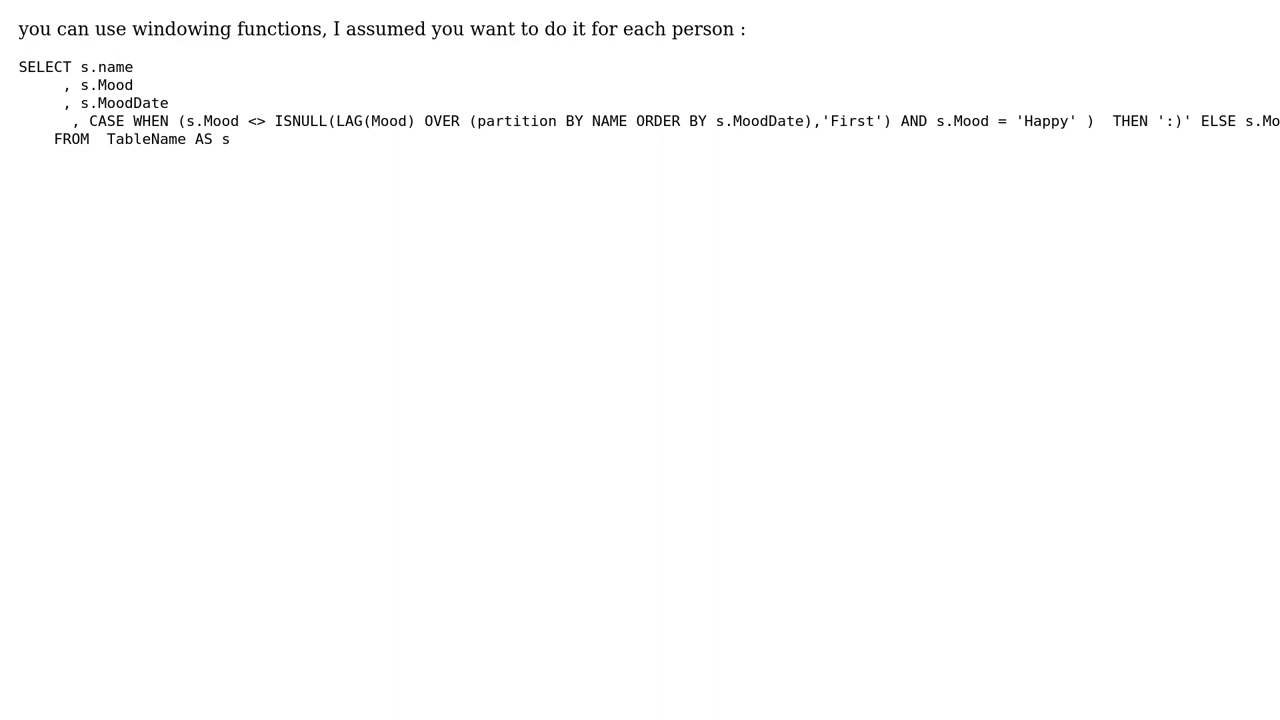 you can use windowing functions, I assumed you want to do it for each person :
SELECT s.name
     , s.Mood
     , s.MoodDate
      , CASE WHEN (s.Mood <> ISNULL(LAG(Mood) OVER (partition BY NAME ORDER BY s.MoodDate),'First') AND s.Mood = 'Happy' )  THEN ':)' ELSE s.Mo
    FROM  TableName AS s